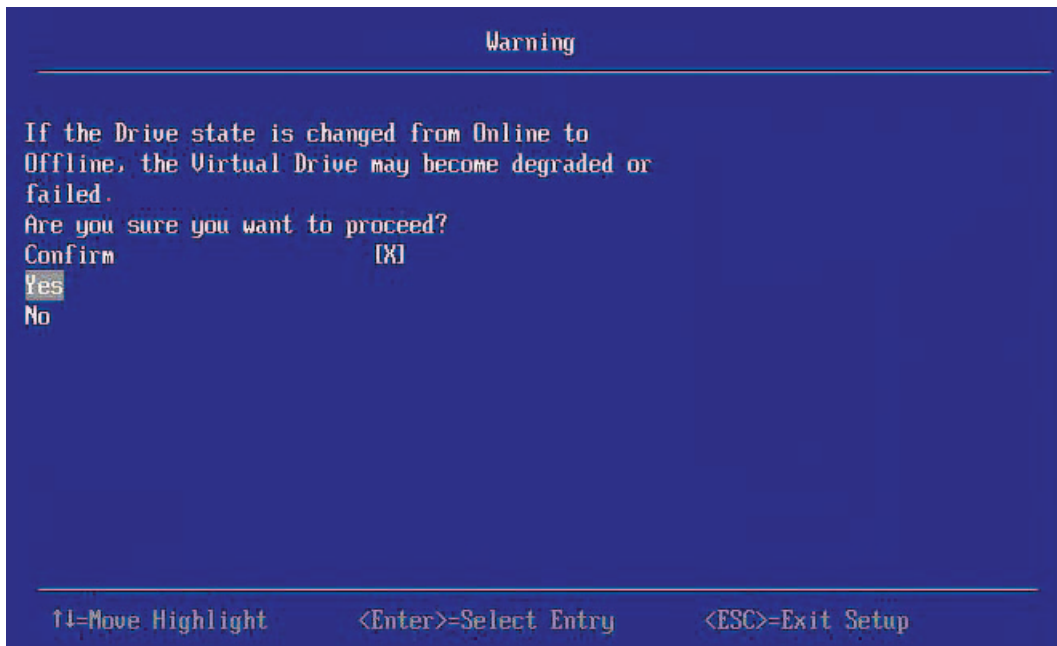 Warning
If the Drive state is changed from Online to
Offline, the Virtual Drive may become degraded or
failed.
Are you sure you want to proceed?
Confirm [X]
Yes
No
↑↓=Move Highlight <Enter>=Select Entry <ESC>=Exit Setup